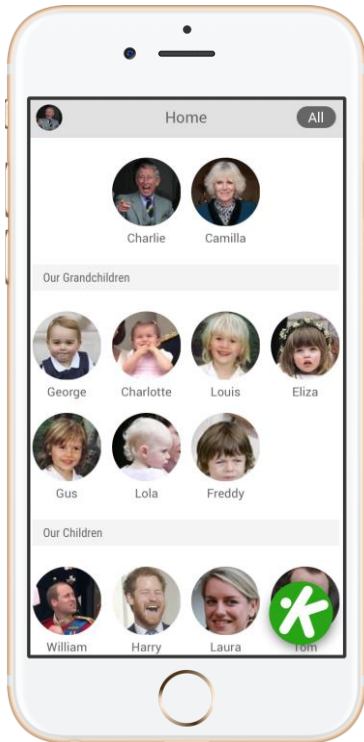 Home All
Charlie Camilla
Our Grandchildren
George Charlotte Louis Eliza
Gus Lola Freddy
Our Children
William Harry Laura Tom